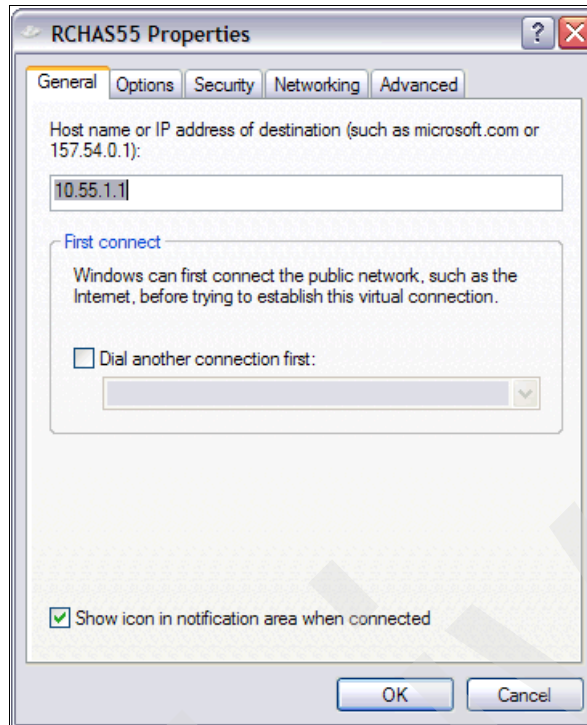 RCHAS55 Properties
General Options Security Networking Advanced
Host name or IP address of destination (such as microsoft.com or
157.54.0.1):
10.55.1.1
First connect
Windows can first connect the public network, such as the
Internet, before trying to establish this virtual connection.
Dial another connection first:
Show icon in notification area when connected
OK Cancel